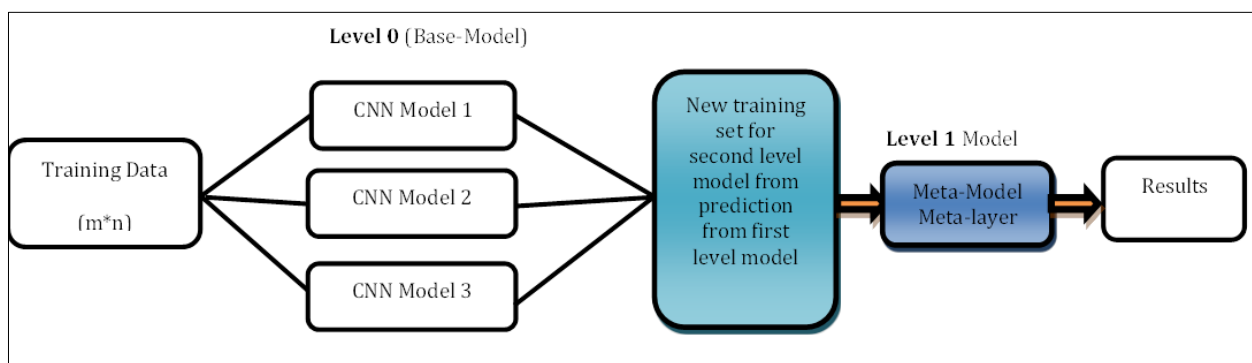 Level 0 (Base-Model)
Training Data
(m*n)
CNN Model 1
CNN Model 2
CNN Model 3
New training
set for
second level
model from
prediction
from first
level model
Level 1 Model
Meta-Model
Meta-layer
Results